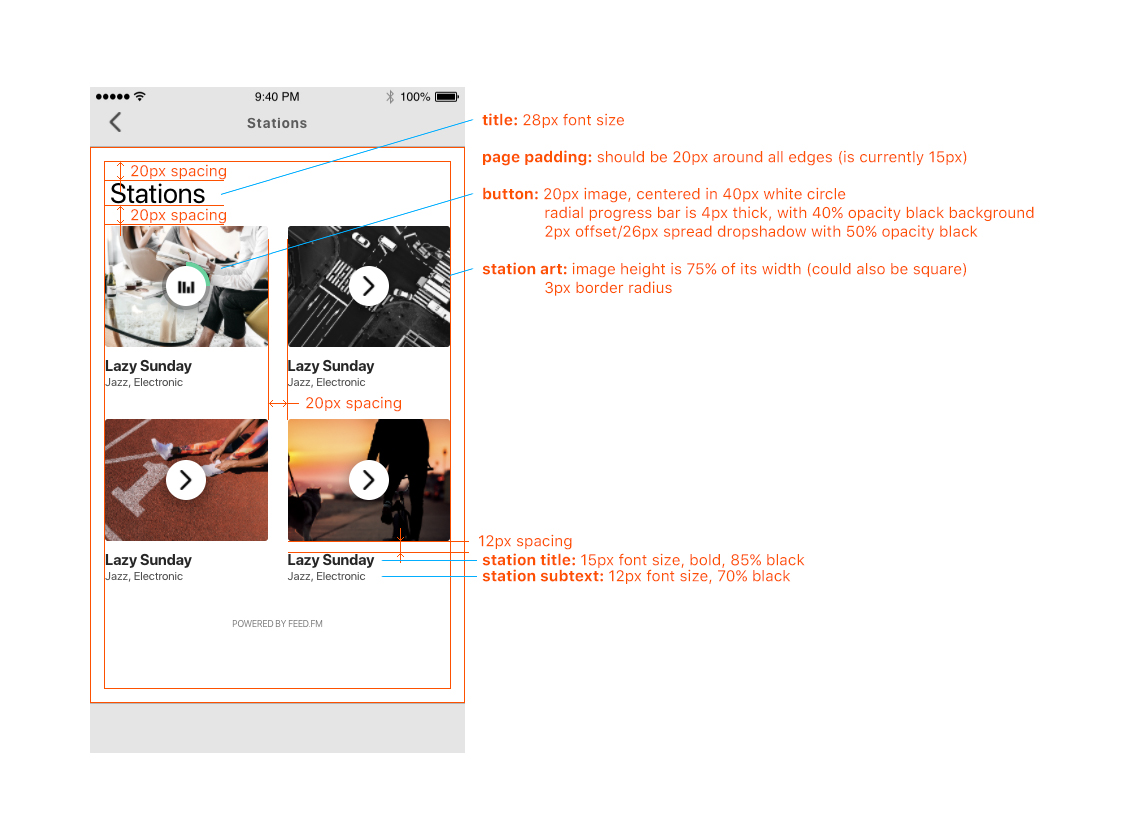 9:40 PM
100%
Stations
title: 28px font size
page padding: should be 20px around all edges (is currently 15px)
20px spacing
Stations
20px spacing
button: 20px image, centered in 40px white circle
radial progress bar is 4px thick, with 40% opacity black background
2px offset/26px spread dropshadow with 50% opacity black
station art: image height is 75% of its width (could also be square)
3px border radius
Lazy Sunday
Jazz, Electronic
Lazy Sunday
Jazz, Electronic
20px spacing
1
12px spacing
Lazy Sunday
Jazz, Electronic
Lazy Sunday
Jazz, Electronic
station title: 15px font size, bold, 85% black
station subtext: 12px font size, 70% black
POWERED BY FEED.FM